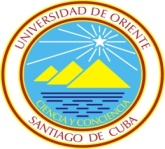 UNIVERSIDAD DE ORIENTE
CIENCIA Y CONCIENCIA
SANTIAGO DE CUBA